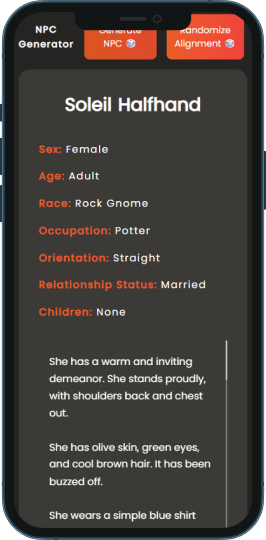 NPC
Generator
Generate
NPC
Randomize
Alignment
Soleil Halfhand
Sex: Female
Age: Adult
Race: Rock Gnome
Occupation: Potter
Orientation: Straight
Relationship Status: Married
Children: None
She has a warm and inviting
demeanor. She stands proudly,
with shoulders back and chest
out.
She has olive skin, green eyes,
and cool brown hair. It has been
buzzed off.
She wears a simple blue shirt